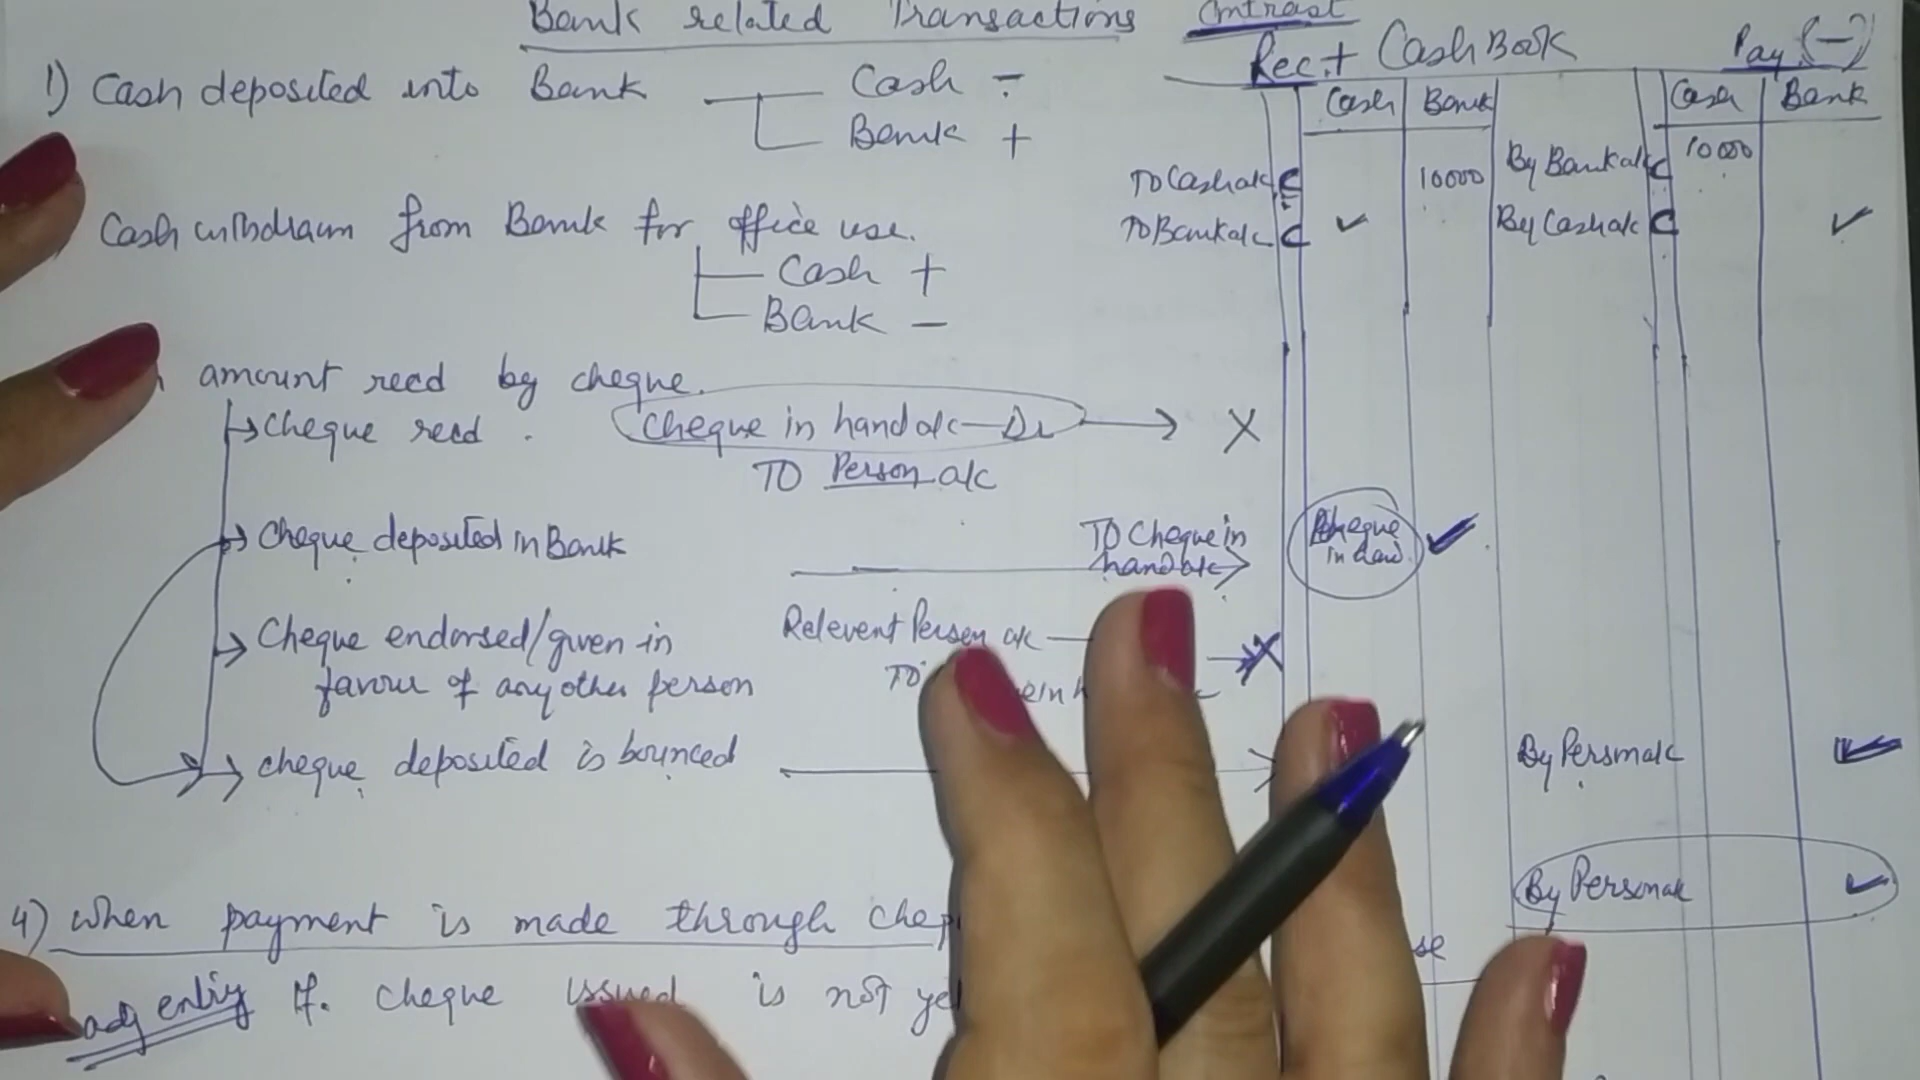 Bank related Transactions Contrast
Rec:t CashBook Pay (-)
Cash Bank Cash Bank
1) Cash deposited into Bank Cash -
Bank +
To Cash a/c C 10000 By Bank a/c C 10000
Cash withdrawn from Bank for office use.
To Bank a/c C ✓ By Cash a/c C ✓
Cash +
Bank -
amount recd by cheque.
→ Cheque recd . Cheque in hand a/c — Dr → X
To Person a/c
→ Cheque deposited in Bank
To Cheque in
hand a/c
Cheque
in hand
✓
→ Cheque endorsed/given in
favour of any other person
Relevent Person a/c — X
To
→ cheque deposited is bounced
By Person a/c ✓
By Person a/c ✓
4) When payment is made through
adj entry If. cheque issued is not